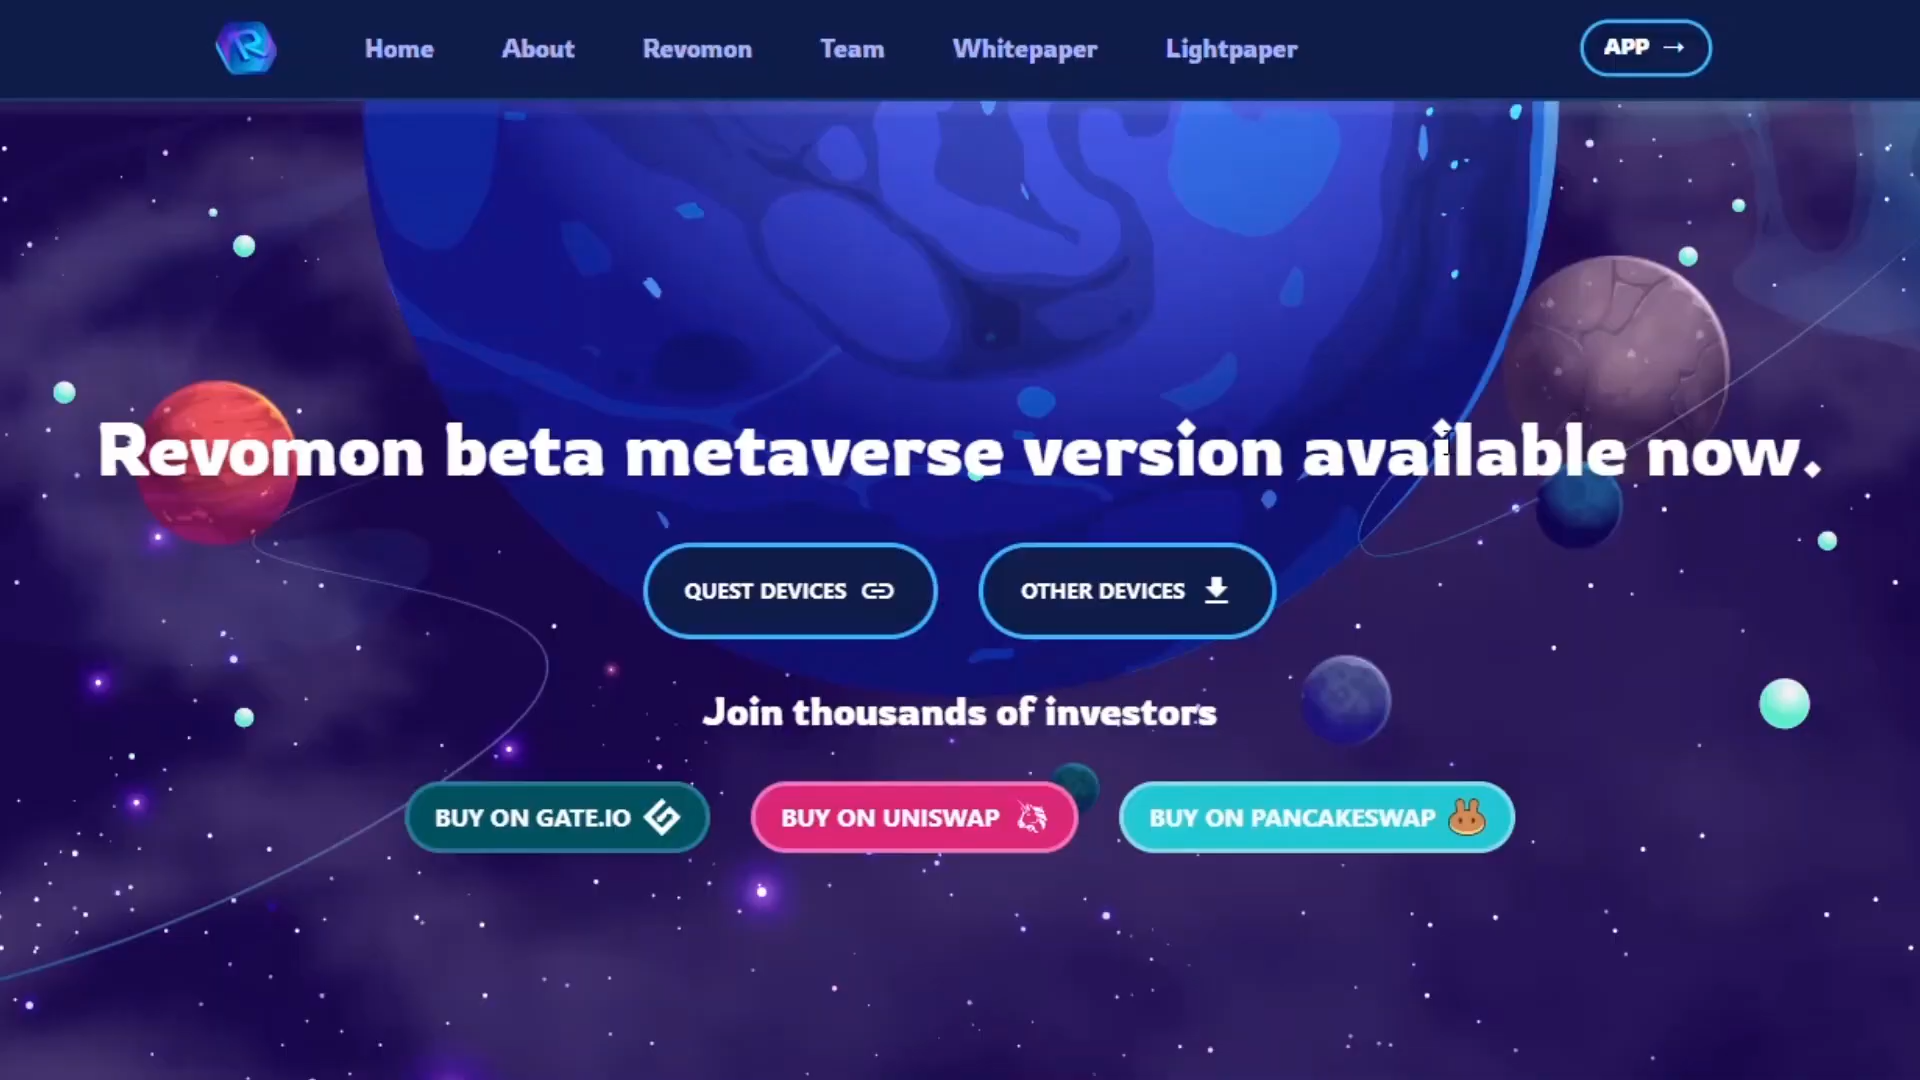 Home About Revomon Team Whitepaper Lightpaper APP →
Revomon beta metaverse version available now.
QUEST DEVICES OTHER DEVICES
Join thousands of investors
BUY ON GATE.IO BUY ON UNISWAP BUY ON PANCAKESWAP